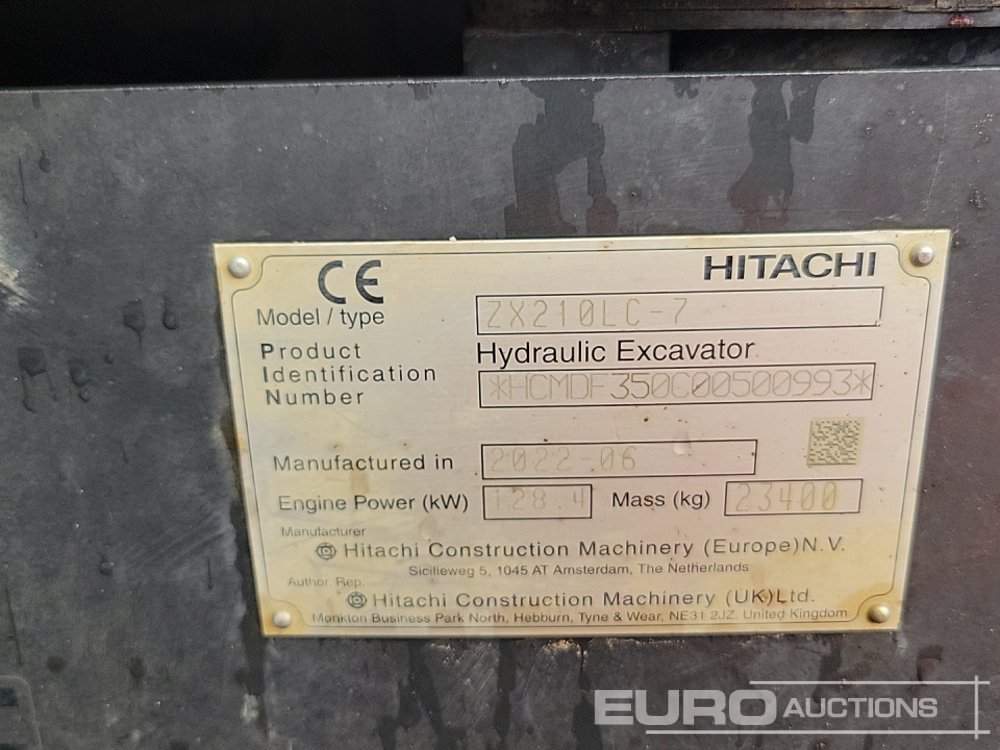 CE HITACHI
Model / type ZX210LC-7
Product Hydraulic Excavator
Identification
Number *HCMDF350C00500993*
Manufactured in 2022-06
Engine Power (kW) 128.4 Mass (kg) 23400
Manufacturer
Hitachi Construction Machinery (Europe)N.V.
Sicilieweg 5, 1045 AT Amsterdam, The Netherlands
Author. Rep.
Hitachi Construction Machinery (UK)Ltd.
Monkton Business Park North, Hebburn, Tyne & Wear, NE31 2JZ. United Kingdom
EURO AUCTIONS